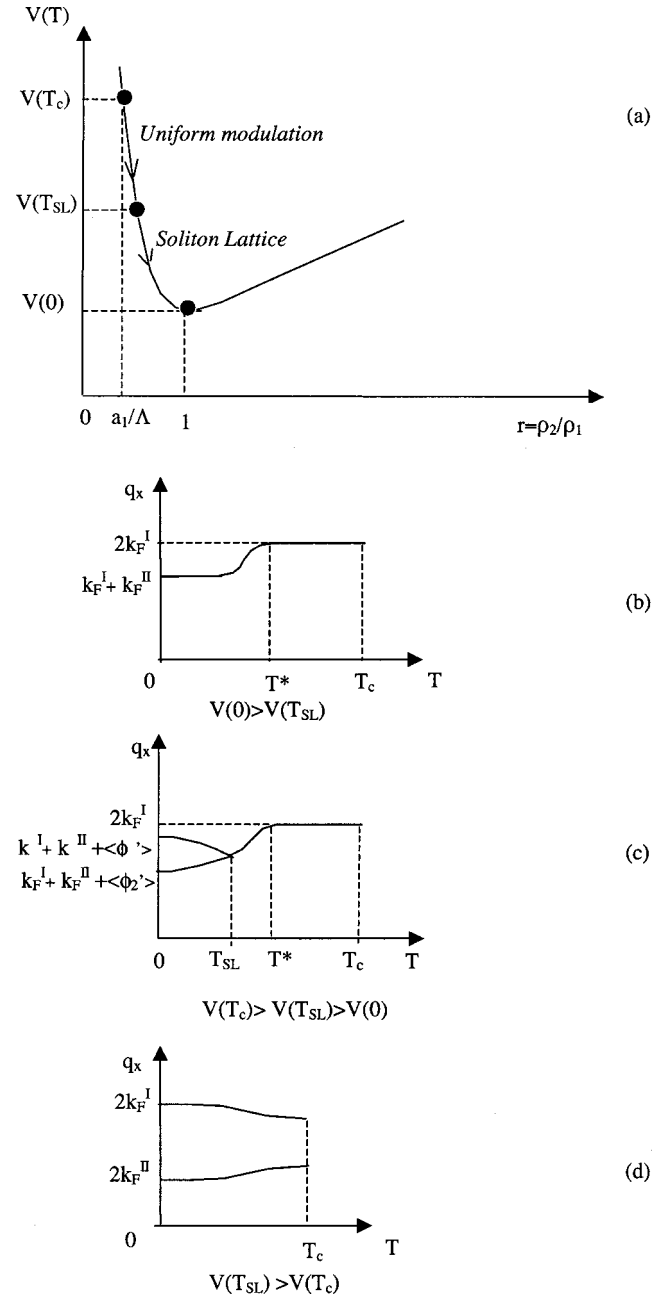 V(T)
V(T_c)
(a)
Uniform modulation
V(T_SL)
Soliton Lattice
V(0)
0 a_1/Λ 1 r=ρ_2/ρ_1
q_x
2k_F^I
k_F^I + k_F^II
(b)
0 T* T_c T
V(0)>V(T_SL)
q_x
2k_F^I
k^I + k^II +<ϕ'>
(c)
k_F^I + k_F^II +<ϕ_2'>
0 T_SL T* T_c T
V(T_c)> V(T_SL)>V(0)
q_x
2k_F^I
2k_F^II
(d)
0 T_c T
V(T_SL) >V(T_c)